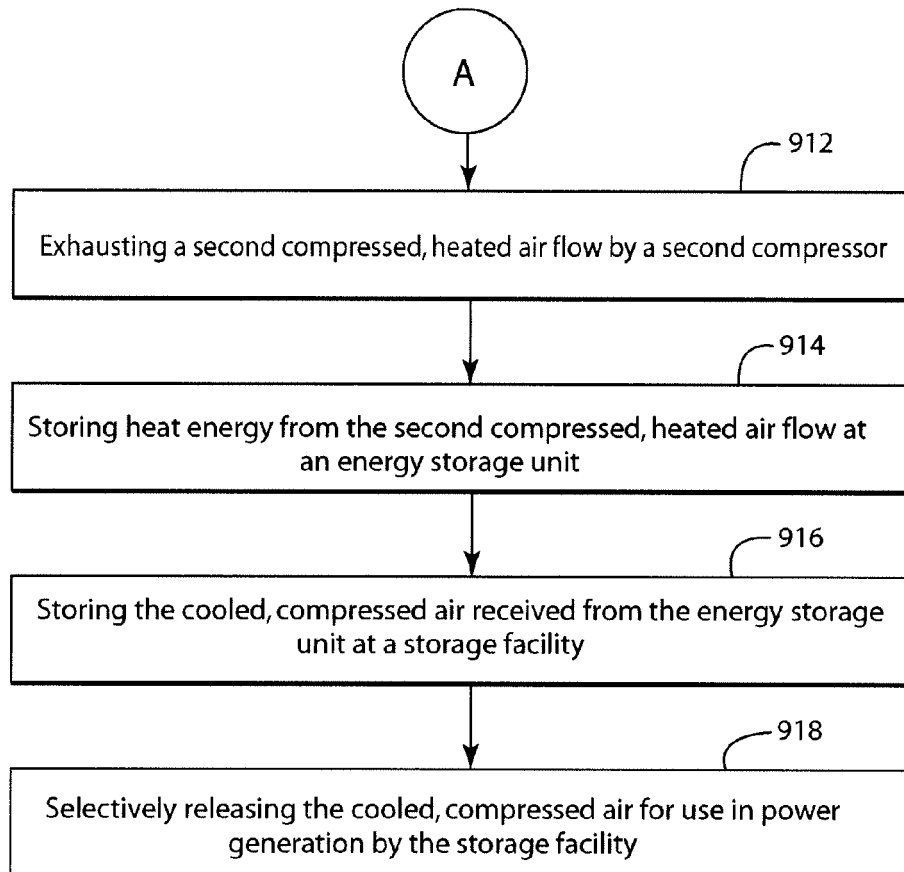 A
912
Exhausting a second compressed, heated air flow by a second compressor
914
Storing heat energy from the second compressed, heated air flow at
an energy storage unit
916
Storing the cooled, compressed air received from the energy storage
unit at a storage facility
918
Selectively releasing the cooled, compressed air for use in power
generation by the storage facility